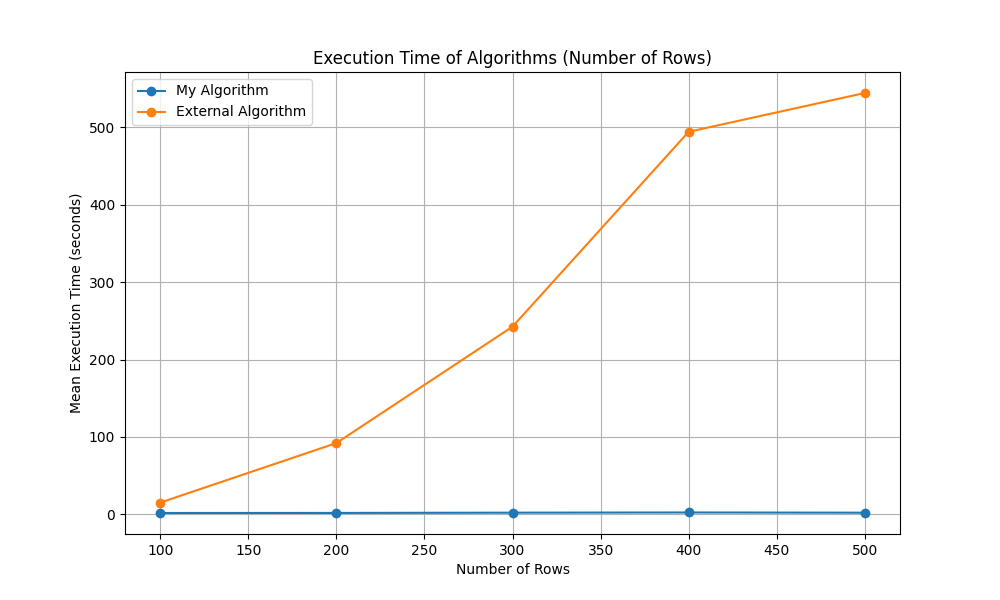 Execution Time of Algorithms (Number of Rows)
My Algorithm
External Algorithm
Mean Execution Time (seconds)
500
400
300
200
100
0
100 150 200 250 300 350 400 450 500
Number of Rows